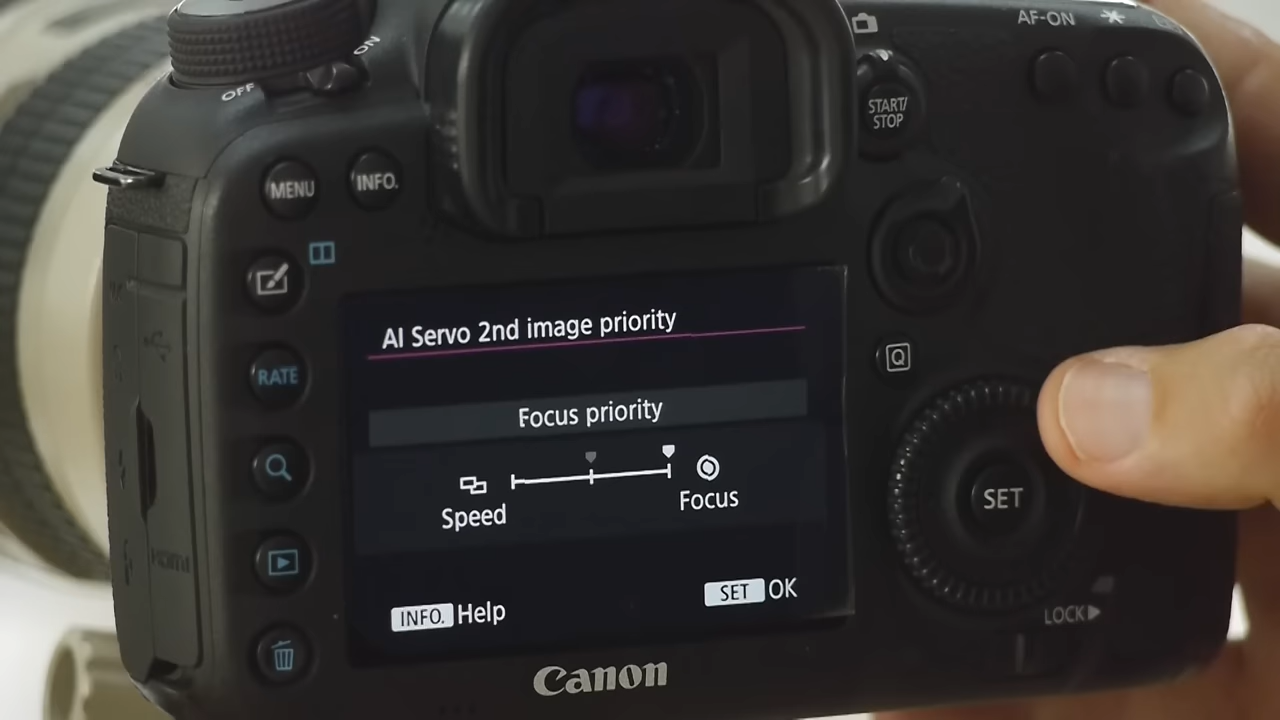 AF-ON
ON
OFF
START/
STOP
MENU
INFO.
RATE
Q
AI Servo 2nd image priority
Focus priority
Speed
Focus
SET
INFO. Help
SET OK
LOCK
HDMI
Canon